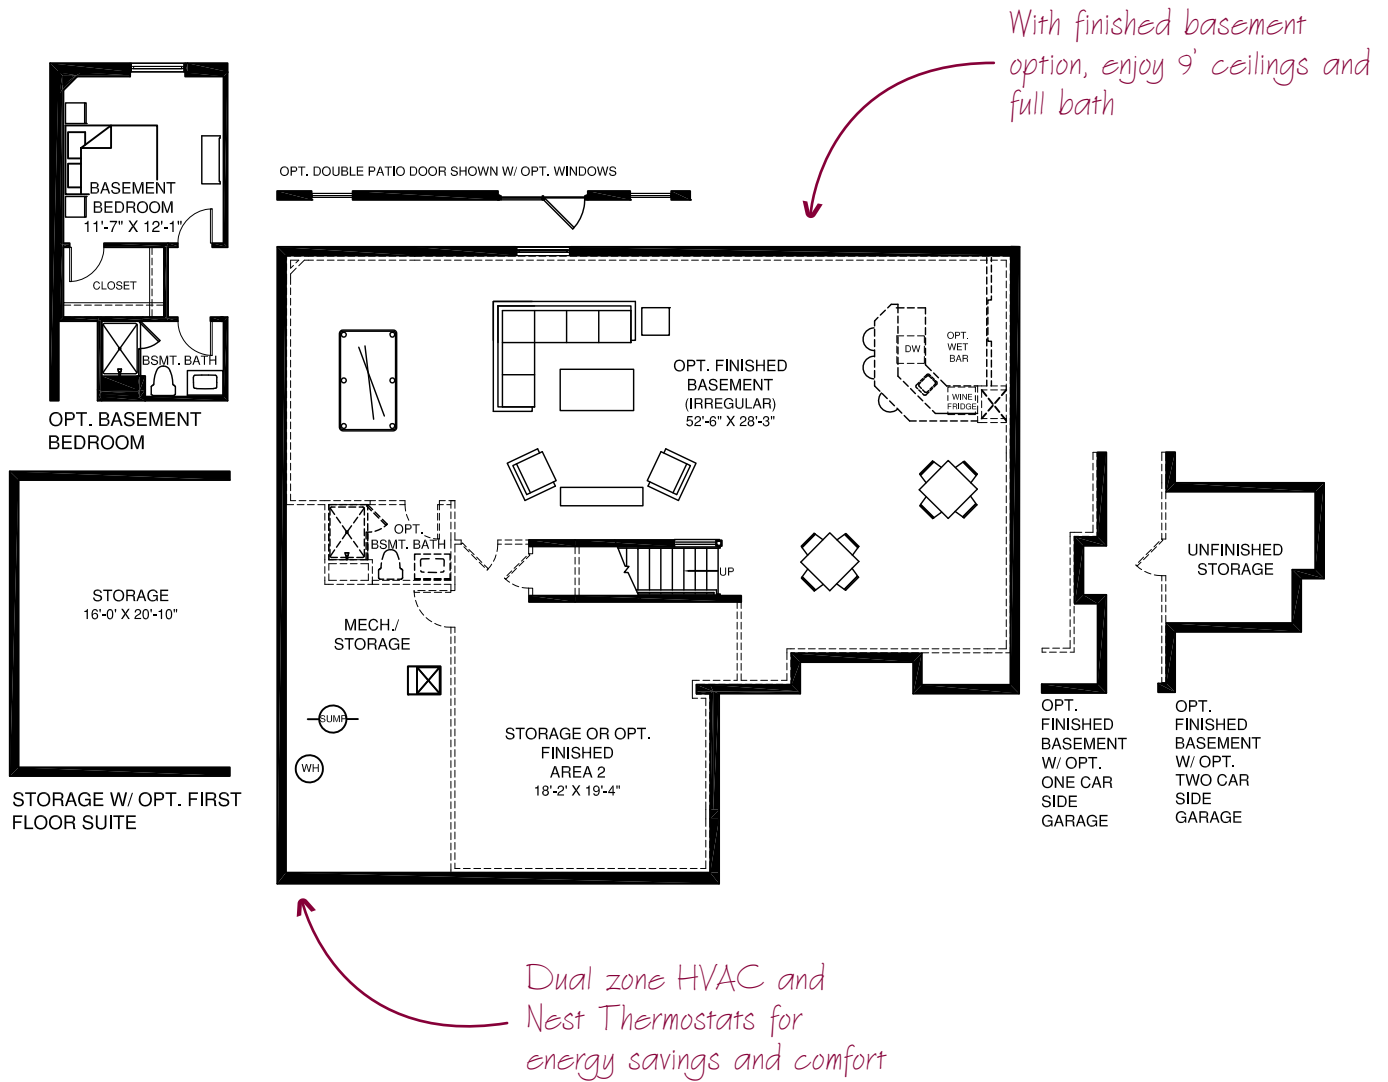 With finished basement
option, enjoy 9' ceilings and
full bath
OPT. DOUBLE PATIO DOOR SHOWN W/ OPT. WINDOWS
BASEMENT
BEDROOM
11'-7" X 12'-1"
CLOSET
BSMT. BATH
OPT. BASEMENT
BEDROOM
STORAGE
16'-0' X 20'-10"
STORAGE W/ OPT. FIRST
FLOOR SUITE
OPT. FINISHED
BASEMENT
(IRREGULAR)
52'-6" X 28'-3"
OPT.
WET
BAR
DW
WINE
FRIDGE
OPT.
BSMT. BATH
UP
MECH./
STORAGE
SUMP
WH
STORAGE OR OPT.
FINISHED
AREA 2
18'-2' X 19'-4"
OPT.
FINISHED
BASEMENT
W/ OPT.
ONE CAR
SIDE
GARAGE
UNFINISHED
STORAGE
OPT.
FINISHED
BASEMENT
W/ OPT.
TWO CAR
SIDE
GARAGE
Dual zone HVAC and
Nest Thermostats for
energy savings and comfort